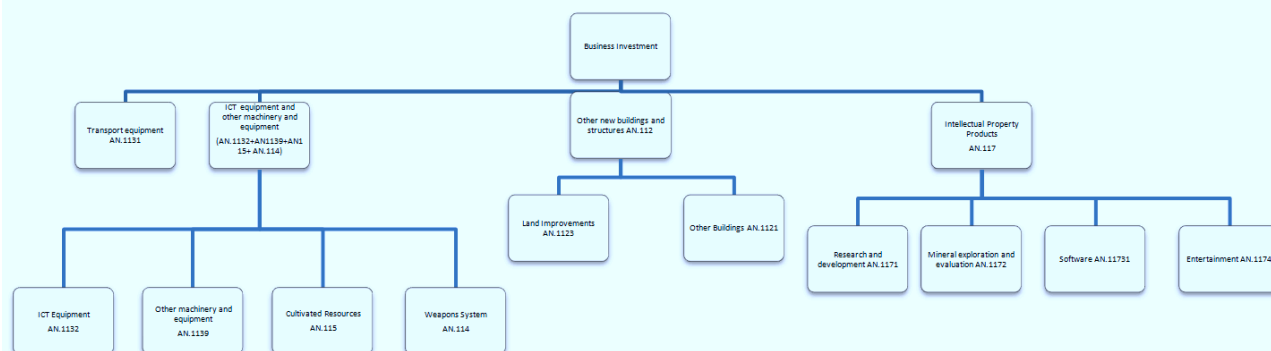 Business Investment
Transport equipment
AN.1131
ICT equipment and
other machinery and
equipment
(AN.1132+AN1139+AN1
15+ AN.114)
Other new buildings and
structures AN.112
Intellectual Property
Products
AN.117
Land Improvements
AN.1123
Other Buildings AN.1121
Research and
development AN.1171
Mineral exploration and
evaluation AN.1172
Software AN.11731
Entertainment AN.1174
ICT Equipment
AN.1132
Other machinery and
equipment
AN.1139
Cultivated Resources
AN.115
Weapons System
AN.114